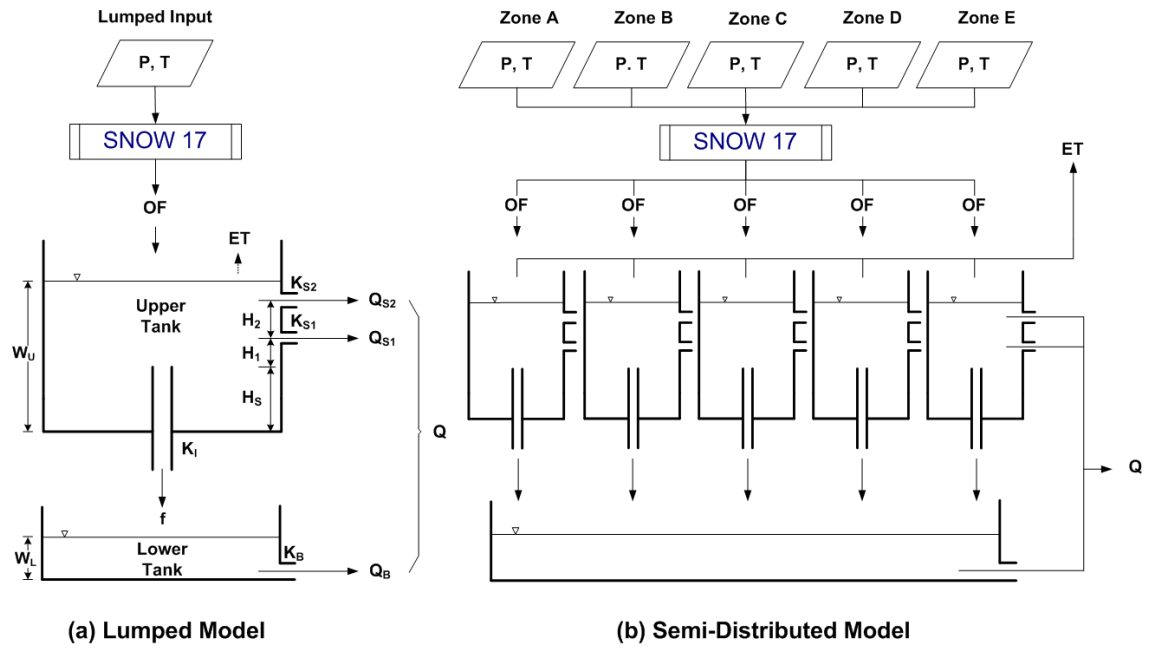 Lumped Input
P, T
SNOW 17
OF
ET
Upper
Tank
K_S2
Q_S2
H_2
K_S1
Q_S1
H_1
W_U
H_S
K_I
Q
f
Lower
Tank
W_L
K_B
Q_B
(a) Lumped Model
Zone A Zone B Zone C Zone D Zone E
P, T P. T P, T P, T P, T
SNOW 17
ET
OF OF OF OF OF
Q
(b) Semi-Distributed Model